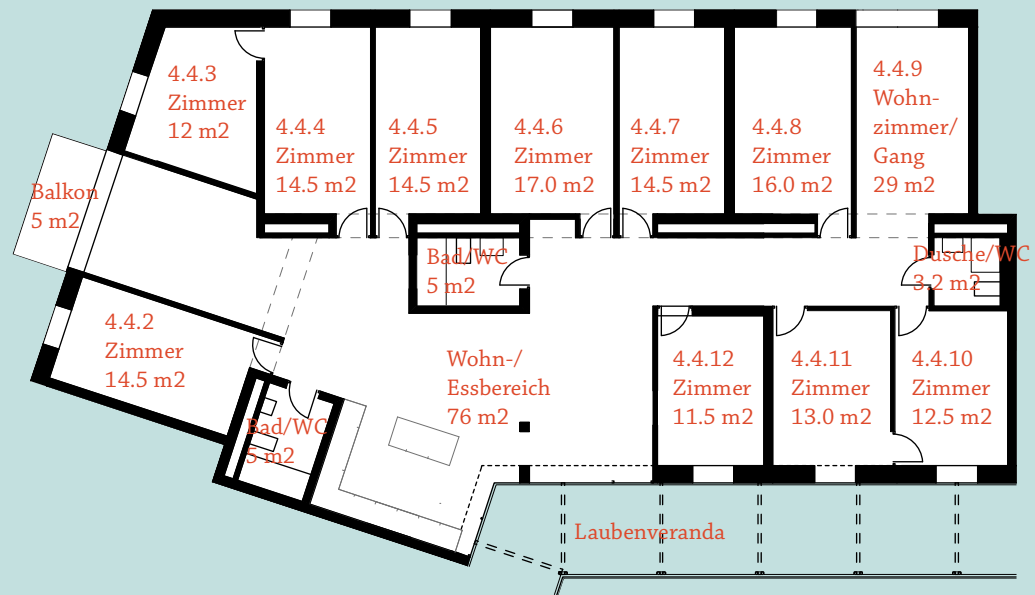 4.4.3
Zimmer
12 m2
4.4.4
Zimmer
14.5 m2
4.4.5
Zimmer
14.5 m2
4.4.6
Zimmer
17.0 m2
4.4.7
Zimmer
14.5 m2
4.4.8
Zimmer
16.0 m2
4.4.9
Wohn-
zimmer/
Gang
29 m2
Balkon
5 m2
Bad/WC
5 m2
Dusche/WC
3.2 m2
4.4.2
Zimmer
14.5 m2
Wohn-/
Essbereich
76 m2
4.4.12
Zimmer
11.5 m2
4.4.11
Zimmer
13.0 m2
4.4.10
Zimmer
12.5 m2
Bad/WC
5 m2
Laubenveranda